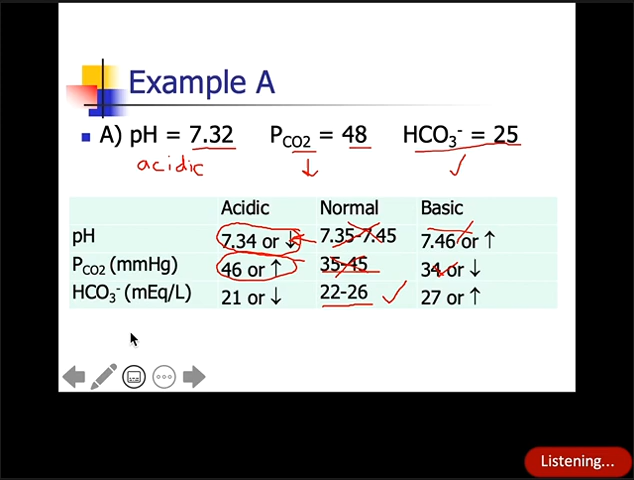 Example A
A) pH = 7.32 PCO2 = 48 HCO3- = 25
acidic ↓ ✓
Acidic Normal Basic
pH 7.34 or ↓ 7.35-7.45 7.46 or ↑
PCO2 (mmHg) 46 or ↑ 35-45 34 or ↓
HCO3- (mEq/L) 21 or ↓ 22-26 ✓ 27 or ↑
Listening...